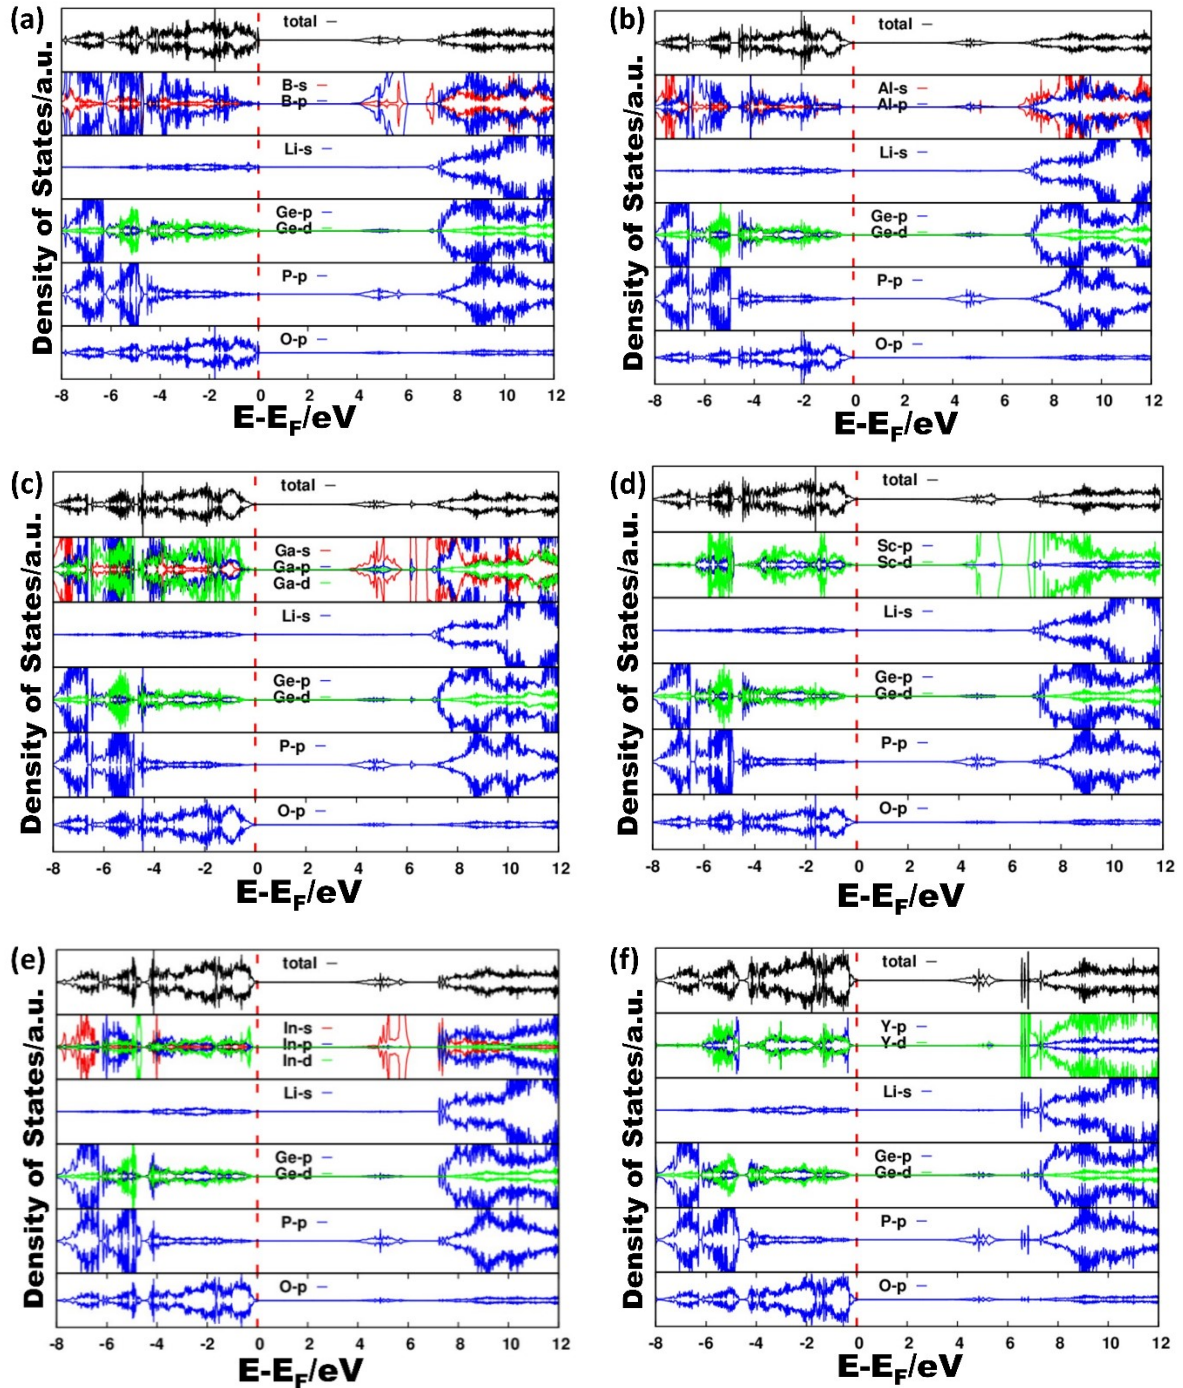 (a)
Density of States/a.u.
total
B-s
B-p
Li-s
Ge-p
Ge-d
P-p
O-p
-8 -6 -4 -2 0 2 4 6 8 10 12
E-EF/eV
(b)
Density of States/a.u.
total
Al-s
Al-p
Li-s
Ge-p
Ge-d
P-p
O-p
-8 -6 -4 -2 0 2 4 6 8 10 12
E-EF/eV
(c)
Density of States/a.u.
total
Ga-s
Ga-p
Ga-d
Li-s
Ge-p
Ge-d
P-p
O-p
-8 -6 -4 -2 0 2 4 6 8 10 12
E-EF/eV
(d)
Density of States/a.u.
total
Sc-p
Sc-d
Li-s
Ge-p
Ge-d
P-p
O-p
-8 -6 -4 -2 0 2 4 6 8 10 12
E-EF/eV
(e)
Density of States/a.u.
total
In-s
In-p
In-d
Li-s
Ge-p
Ge-d
P-p
O-p
-8 -6 -4 -2 0 2 4 6 8 10 12
E-EF/eV
(f)
Density of States/a.u.
total
Y-p
Y-d
Li-s
Ge-p
Ge-d
P-p
O-p
-8 -6 -4 -2 0 2 4 6 8 10 12
E-EF/eV